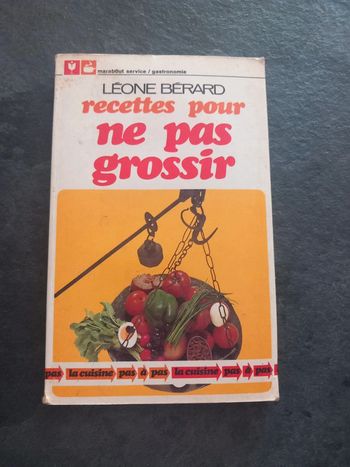 marabout service / gastronomie
LÉONE BÉRARD
recettes pour
ne pas
grossir
pas la cuisine pas à pas la cuisine pas à pas